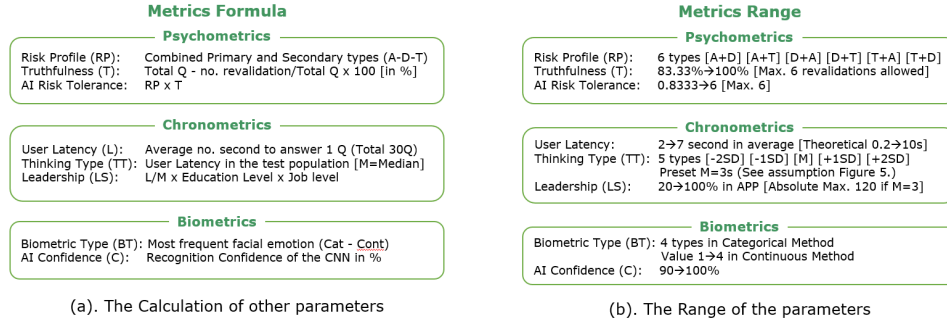 Metrics Formula
Psychometrics
Risk Profile (RP): Combined Primary and Secondary types (A-D-T)
Truthfulness (T): Total Q - no. revalidation/Total Q x 100 [in %]
AI Risk Tolerance: RP x T
Chronometrics
User Latency (L): Average no. second to answer 1 Q (Total 30Q)
Thinking Type (TT): User Latency in the test population [M=Median]
Leadership (LS): L/M x Education Level x Job level
Biometrics
Biometric Type (BT): Most frequent facial emotion (Cat - Cont)
AI Confidence (C): Recognition Confidence of the CNN in %
(a). The Calculation of other parameters
Metrics Range
Psychometrics
Risk Profile (RP): 6 types [A+D] [A+T] [D+A] [D+T] [T+A] [T+D]
Truthfulness (T): 83.33%→100% [Max. 6 revalidations allowed]
AI Risk Tolerance: 0.8333→6 [Max. 6]
Chronometrics
User Latency: 2→7 second in average [Theoretical 0.2→10s]
Thinking Type (TT): 5 types [-2SD] [-1SD] [M] [+1SD] [+2SD]
Preset M=3s (See assumption Figure 5.)
Leadership (LS): 20→100% in APP [Absolute Max. 120 if M=3]
Biometrics
Biometric Type (BT): 4 types in Categorical Method
Value 1→4 in Continuous Method
AI Confidence (C): 90→100%
(b). The Range of the parameters